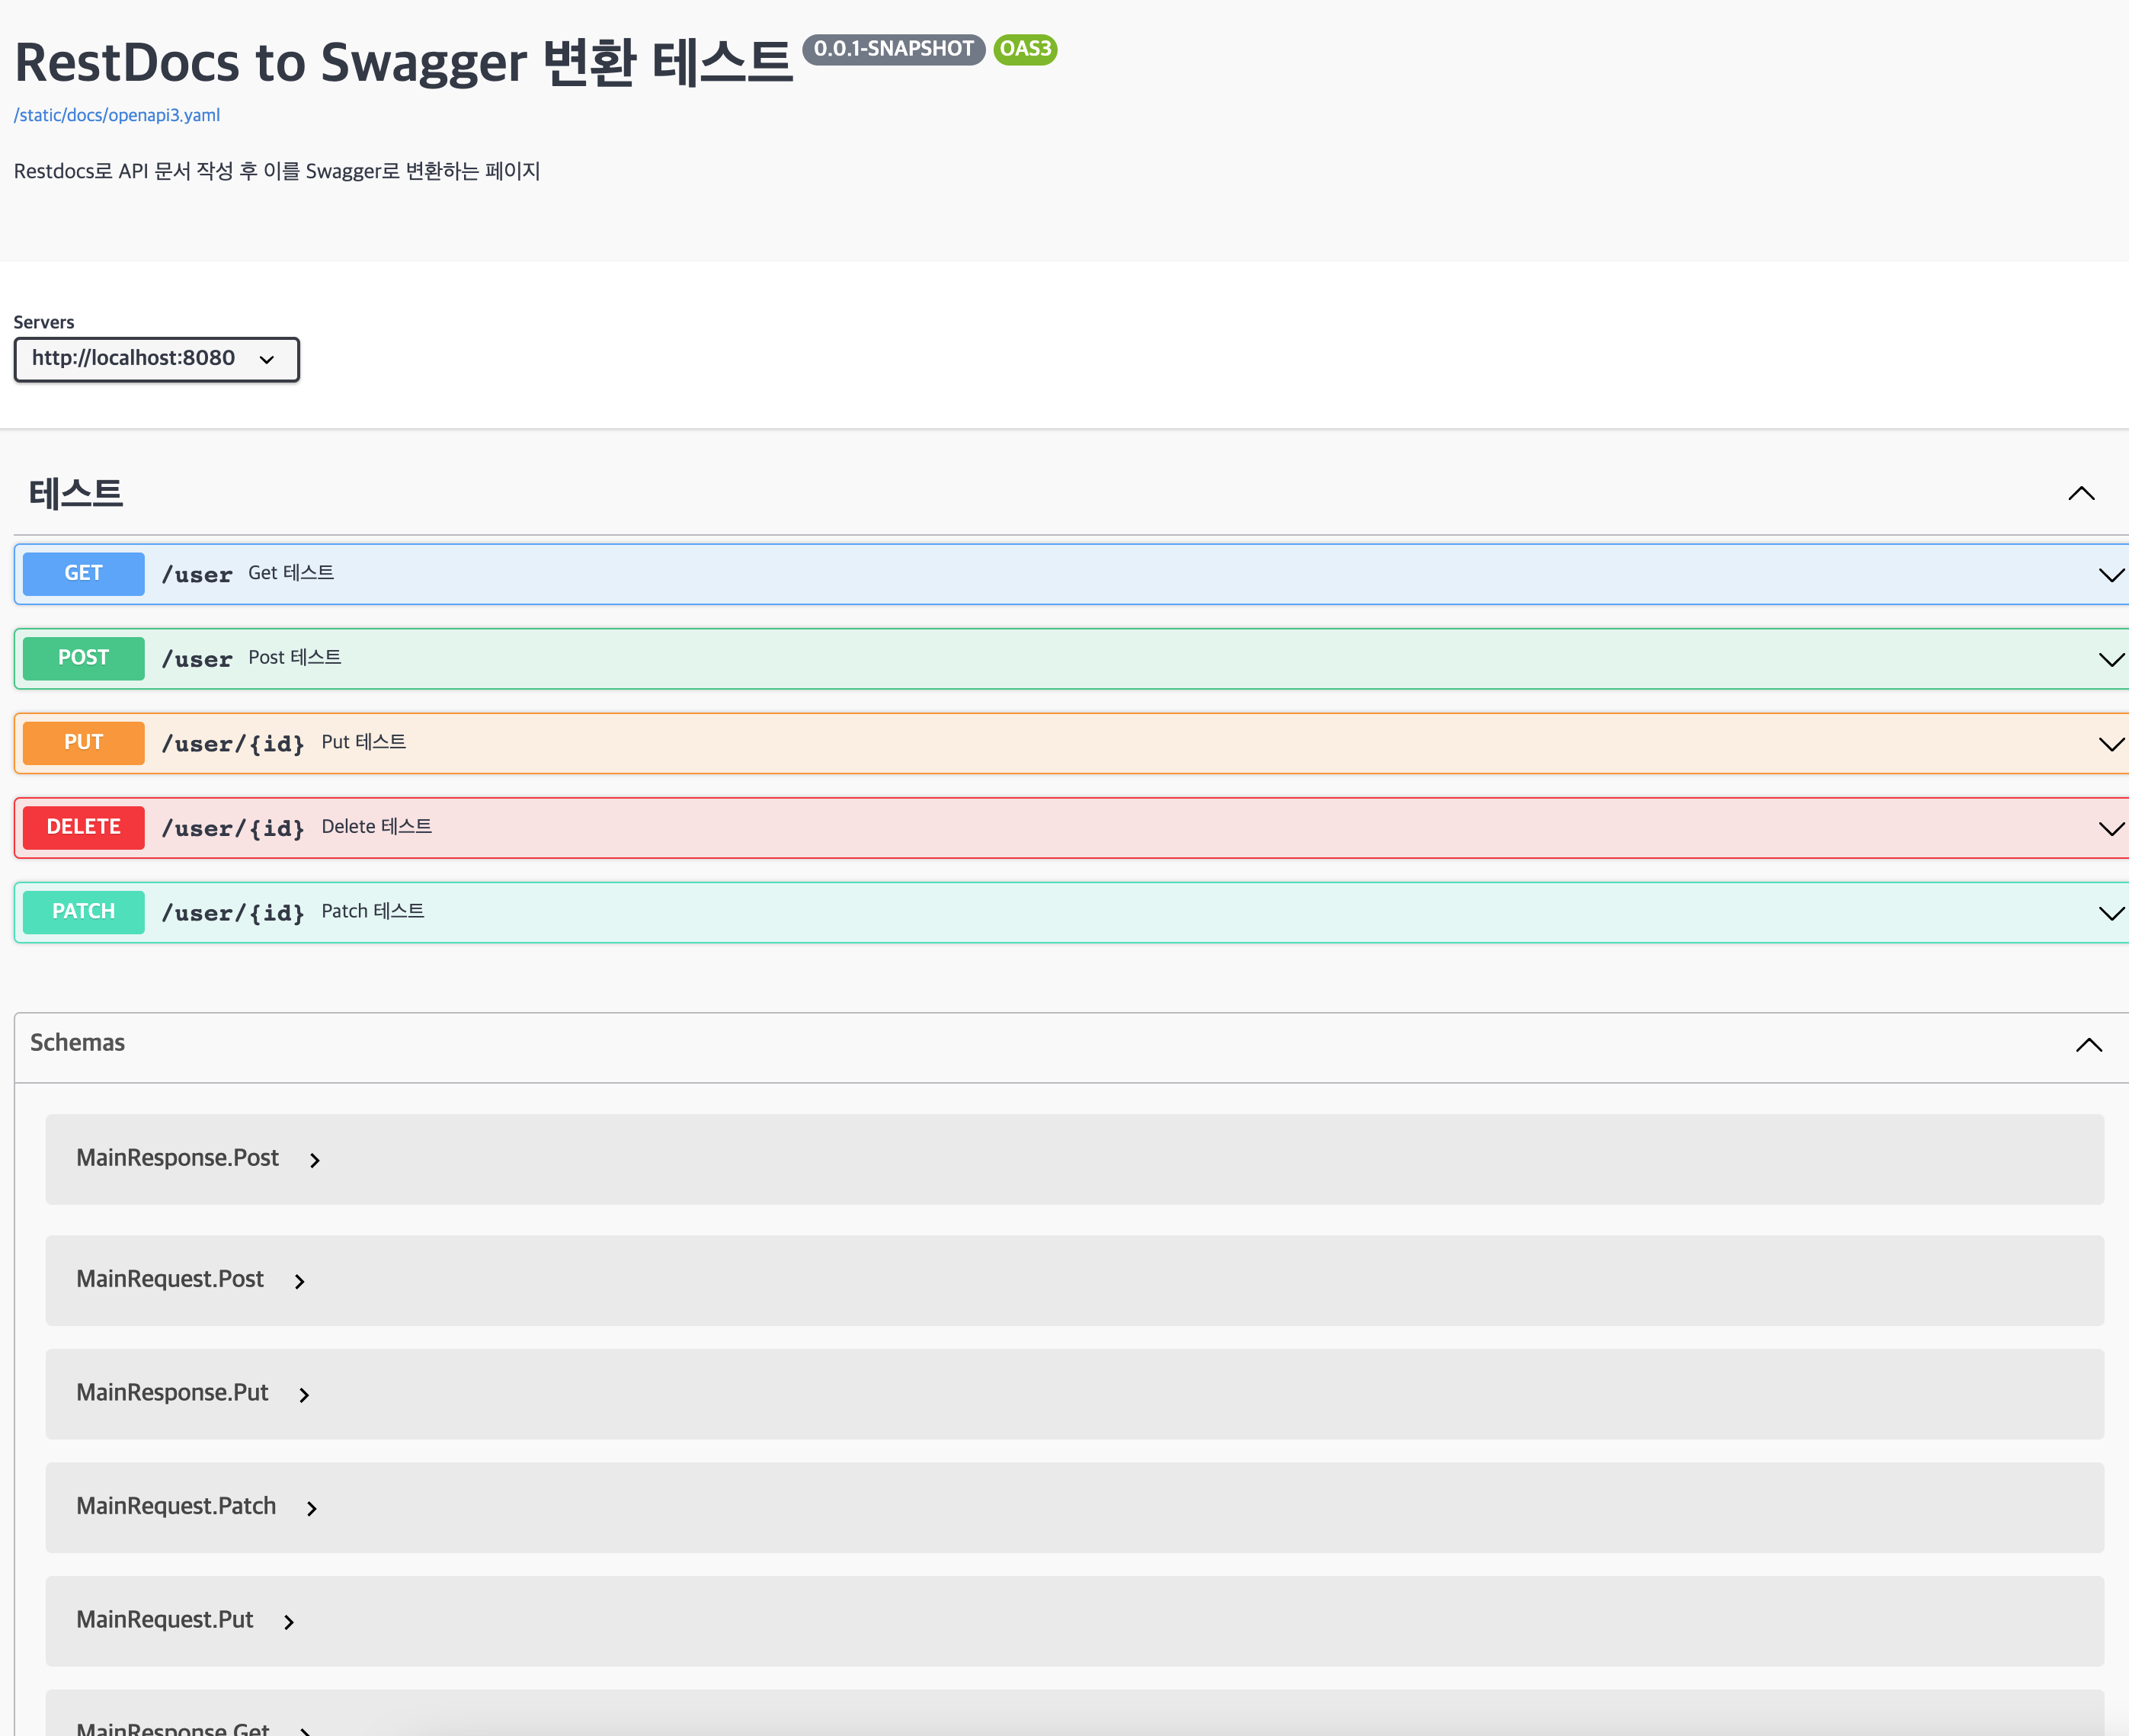 RestDocs to Swagger 변환 테스트 0.0.1-SNAPSHOT OAS3
/static/docs/openapi3.yaml
Restdocs로 API 문서 작성 후 이를 Swagger로 변환하는 페이지
Servers
http://localhost:8080
테스트
GET /user Get 테스트
POST /user Post 테스트
PUT /user/{id} Put 테스트
DELETE /user/{id} Delete 테스트
PATCH /user/{id} Patch 테스트
Schemas
MainResponse.Post
MainRequest.Post
MainResponse.Put
MainRequest.Patch
MainRequest.Put
MainResponse.Get